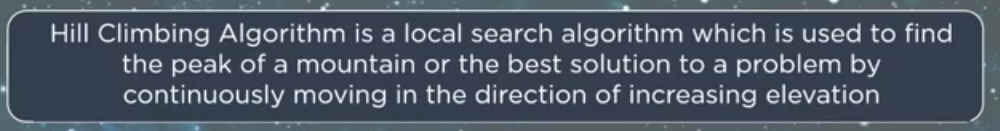 Hill Climbing Algorithm is a local search algorithm which is used to find
the peak of a mountain or the best solution to a problem by
continuously moving in the direction of increasing elevation